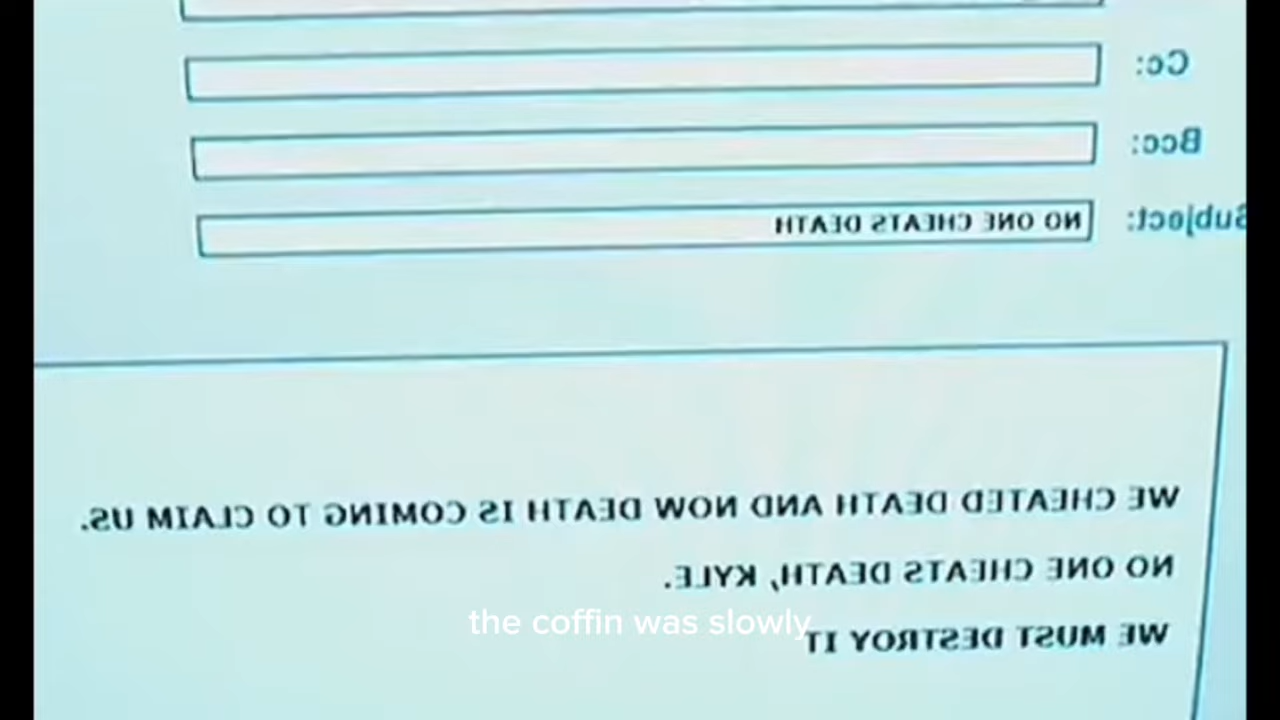 Cc:
Bcc:
Subject:
NO ONE CHEATS DEATH
WE CHEATED DEATH AND NOW DEATH IS COMING TO CLAIM US.
NO ONE CHEATS DEATH, KYLE.
the coffin was slowly
WE MUST DESTROY IT